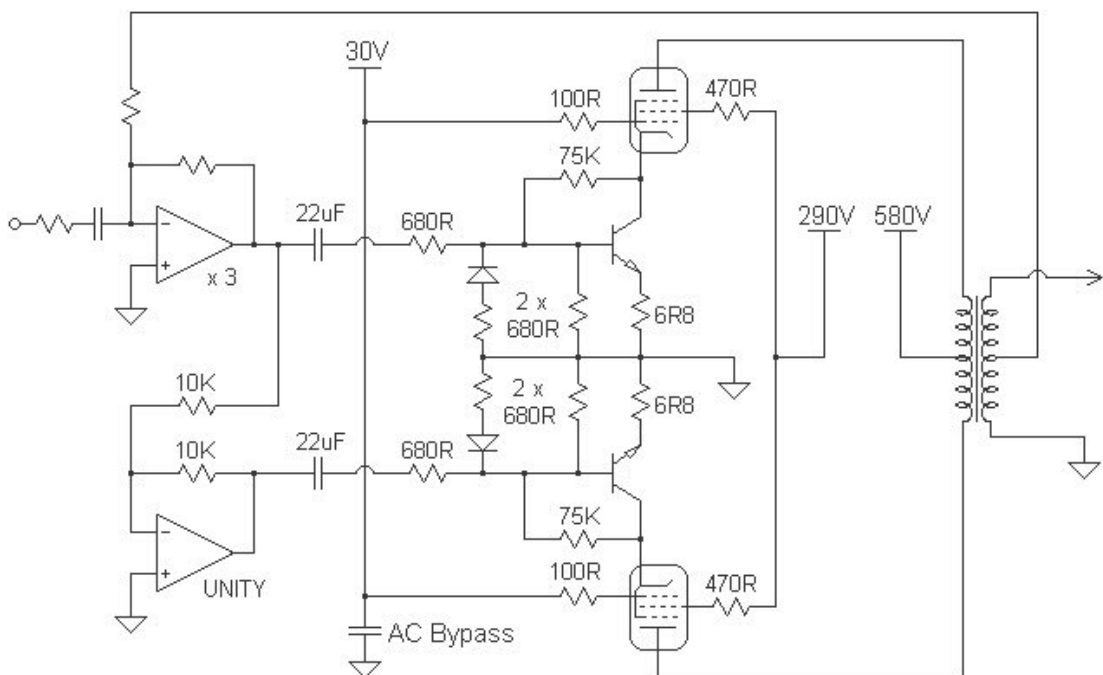 30V
100R
470R
75K
22uF
680R
290V
580V
-
+
x 3
2 x
680R
6R8
10K
2 x
680R
6R8
10K
22uF
680R
-
+
UNITY
75K
100R
470R
AC Bypass